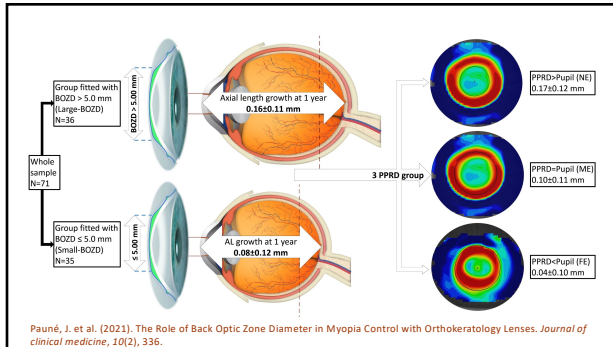 Group fitted with
BOZD > 5.0 mm
(Large-BOZD)
N=36
BOZD > 5.00 mm
Axial length growth at 1 year
0.16±0.11 mm
PPRD>Pupil (NE)
0.17±0.12 mm
Whole
sample
N=71
3 PPRD group
PPRD=Pupil (ME)
0.10±0.11 mm
Group fitted with
BOZD ≤ 5.0 mm
(Small-BOZD)
N=35
≤ 5.00 mm
AL growth at 1 year
0.08±0.12 mm
PPRD<Pupil (FE)
0.04±0.10 mm
Pauné, J. et al. (2021). The Role of Back Optic Zone Diameter in Myopia Control with Orthokeratology Lenses. Journal of
clinical medicine, 10(2), 336.